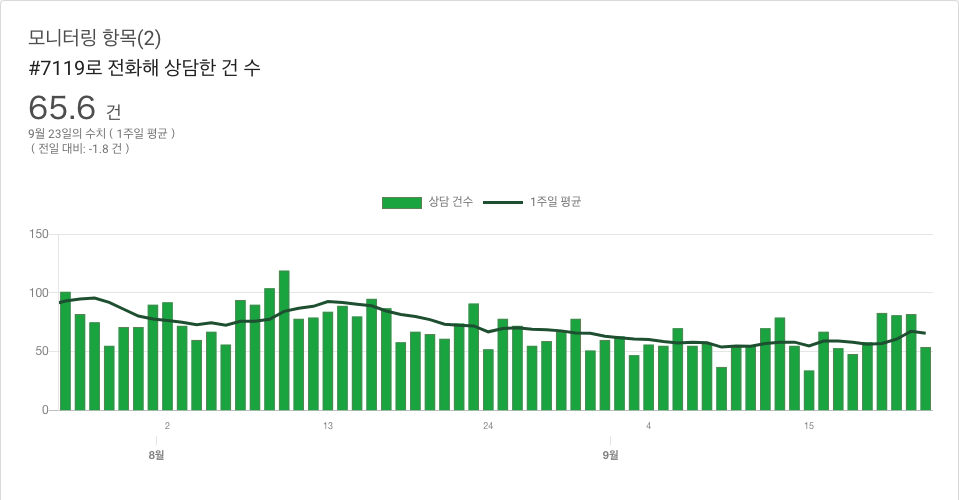 모니터링 항목(2)
#7119로 전화해 상담한 건 수
65.6 건
9월 23일의 수치 ( 1주일 평균 )
( 전일 대비: -1.8 건 )
상담 건수 1주일 평균
150
100
50
0
2 13 24 4 15
8월 9월